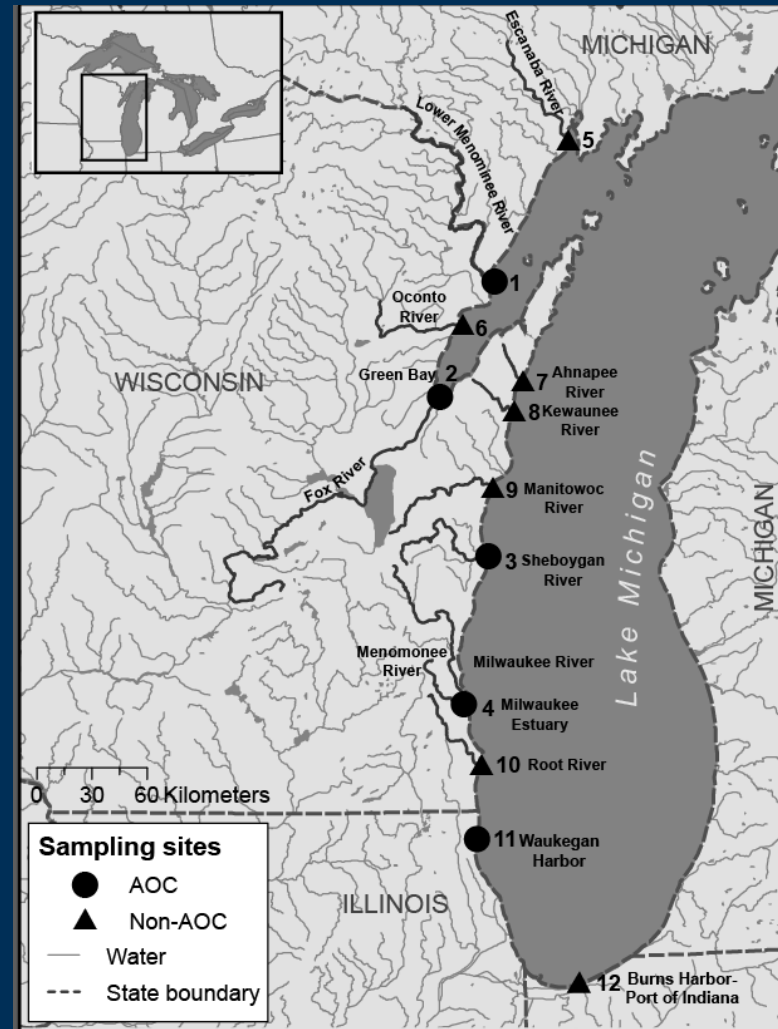 MICHIGAN
Escanaba River
Lower Menominee River
5
1
Oconto
River
6
WISCONSIN
Green Bay
2
7
Ahnapee
River
8
Kewaunee
River
Fox River
9
Manitowoc
River
3
Sheboygan
River
Lake Michigan
MICHIGAN
Menomonee
River
Milwaukee River
4
Milwaukee
Estuary
10
Root River
0 30 60 Kilometers
11
Waukegan
Harbor
Sampling sites
AOC
Non-AOC
Water
State boundary
ILLINOIS
12
Burns Harbor-
Port of Indiana